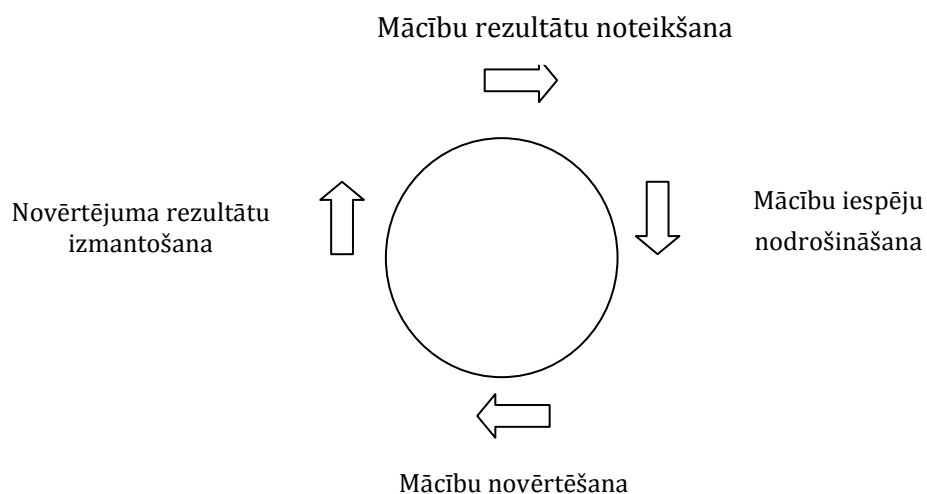 Mācību rezultātu noteikšana
Novērtējuma rezultātu
izmantošana
Mācību iespēju
nodrošināšana
Mācību novērtēšana